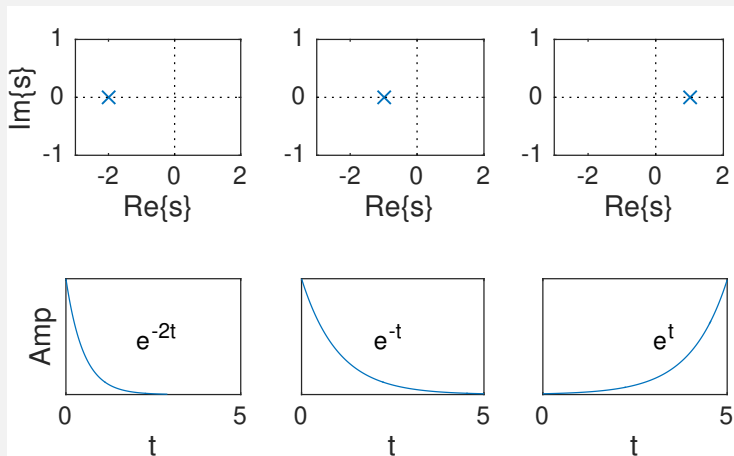 1 1 1
Im{s} 0 0 0
-1 -1 -1
-2 0 2 -2 0 2 -2 0 2
Re{s} Re{s} Re{s}
Amp e^{-2t} e^{-t} e^{t}
0 5 0 5 0 5
t t t